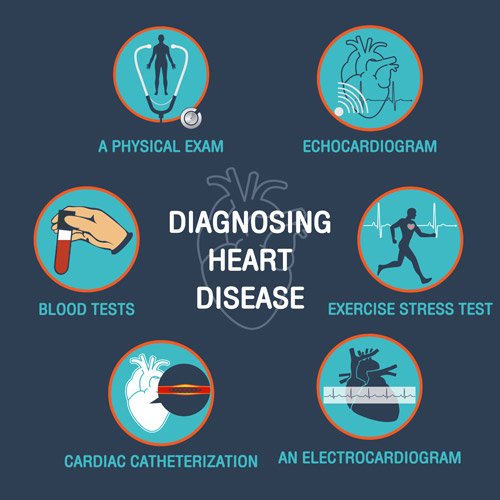 A PHYSICAL EXAM
ECHOCARDIOGRAM
DIAGNOSING
HEART
DISEASE
BLOOD TESTS
EXERCISE STRESS TEST
CARDIAC CATHETERIZATION
AN ELECTROCARDIOGRAM